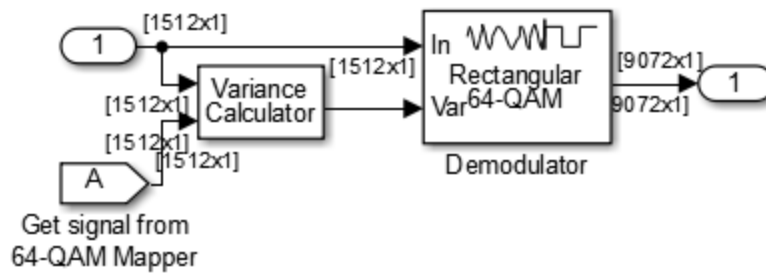 [1512x1]
1
In
[1512x1]
Rectangular
64-QAM
[9072x1]
1
Variance
Calculator
[1512x1]
Var
9072x1]
[1512x1]
[1512x1]
Demodulator
A
Get signal from
64-QAM Mapper